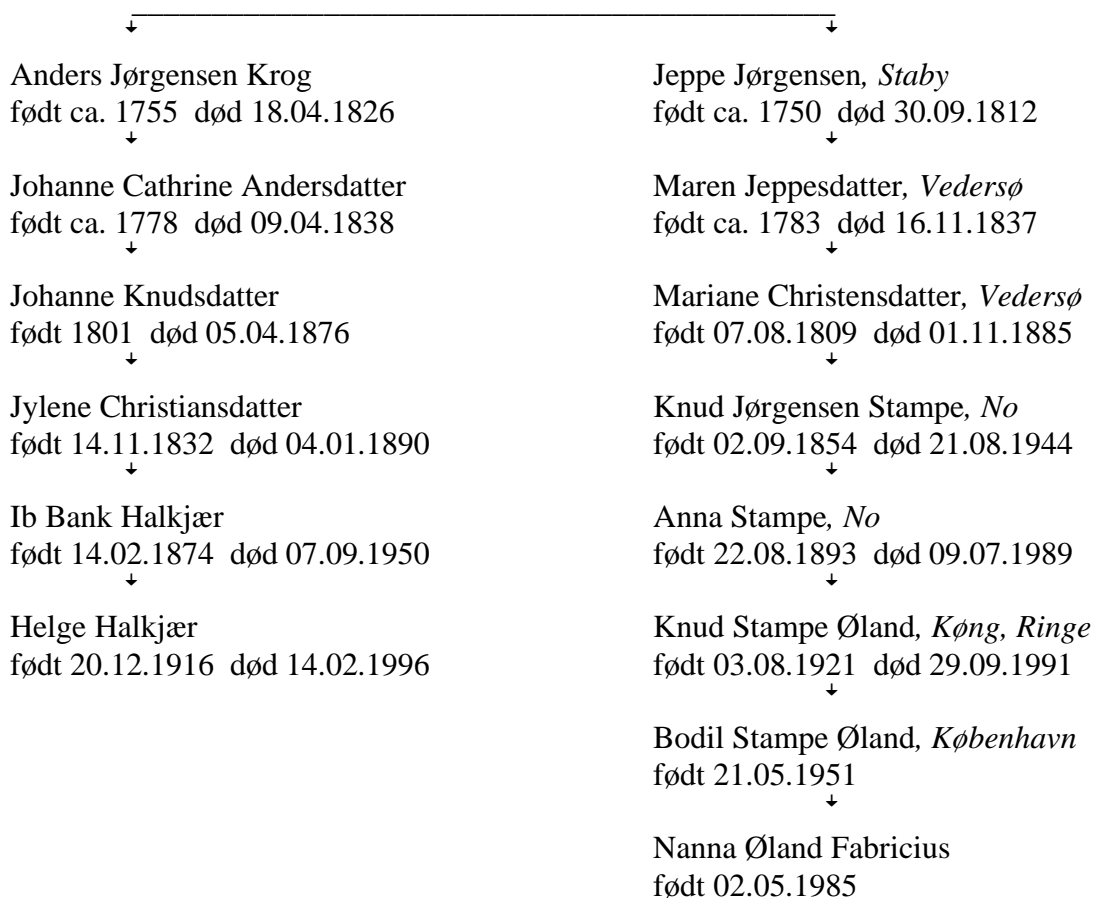 Anders Jørgensen Krog
født ca. 1755 død 18.04.1826
Johanne Cathrine Andersdatter
født ca. 1778 død 09.04.1838
Johanne Knudsdatter
født 1801 død 05.04.1876
Jylene Christiansdatter
født 14.11.1832 død 04.01.1890
Ib Bank Halkjær
født 14.02.1874 død 07.09.1950
Helge Halkjær
født 20.12.1916 død 14.02.1996
Jeppe Jørgensen, Staby
født ca. 1750 død 30.09.1812
Maren Jeppesdatter, Vedersø
født ca. 1783 død 16.11.1837
Mariane Christensdatter, Vedersø
født 07.08.1809 død 01.11.1885
Knud Jørgensen Stampe, No
født 02.09.1854 død 21.08.1944
Anna Stampe, No
født 22.08.1893 død 09.07.1989
Knud Stampe Øland, Køng, Ringe
født 03.08.1921 død 29.09.1991
Bodil Stampe Øland, København
født 21.05.1951
Nanna Øland Fabricius
født 02.05.1985